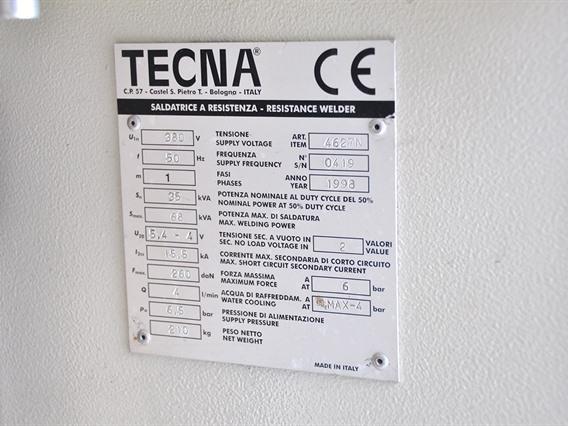 TECNA® CE
C.P. 57 - Castel S. Pietro T. - Bologna - ITALY
SALDATRICE A RESISTENZA - RESISTANCE WELDER
U1n 380 V TENSIONE SUPPLY VOLTAGE ART. ITEM 4627N
f 50 Hz FREQUENZA SUPPLY FREQUENCY N° S/N 0419
m 1 FASI PHASES ANNO YEAR 1998
Sn 35 kVA POTENZA NOMINALE AL DUTY CYCLE DEL 50% NOMINAL POWER AT 50% DUTY CYCLE
Smax. 68 kVA POTENZA MAX. DI SALDATURA MAX. WELDING POWER
U20 5,4 - 4 V TENSIONE SEC. A VUOTO IN SEC. NO LOAD VOLTAGE IN 2 VALORI VALUE
I2cc 15,5 kA CORRENTE MAX. SECONDARIA DI CORTO CIRCUITO MAX. SHORT CIRCUIT SECONDARY CURRENT
Fmax. 260 daN FORZA MASSIMA MAXIMUM FORCE A AT 6 bar
Q 4 l/min ACQUA DI RAFFREDDAM. WATER COOLING A AT MAX-4 bar
6,5 bar PRESSIONE DI ALIMENTAZIONE SUPPLY PRESSURE
210 kg PESO NETTO NET WEIGHT
MADE IN ITALY